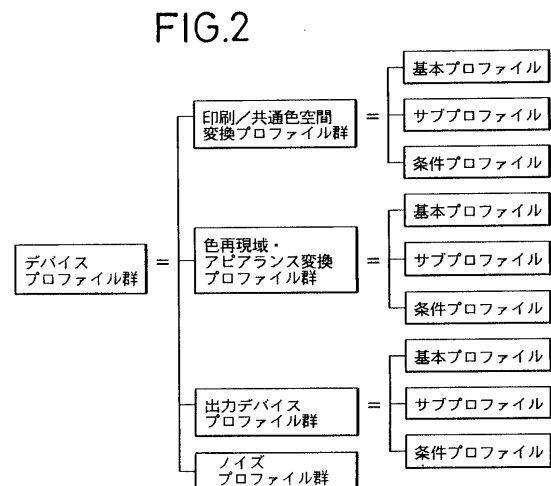 FIG.2
基本プロファイル
印刷／共通色空間
変換プロファイル群
=
サブプロファイル
条件プロファイル
基本プロファイル
デバイス
プロファイル群
=
色再現域・
アピアランス変換
プロファイル群
=
サブプロファイル
条件プロファイル
基本プロファイル
出力デバイス
プロファイル群
=
サブプロファイル
条件プロファイル
ノイズ
プロファイル群